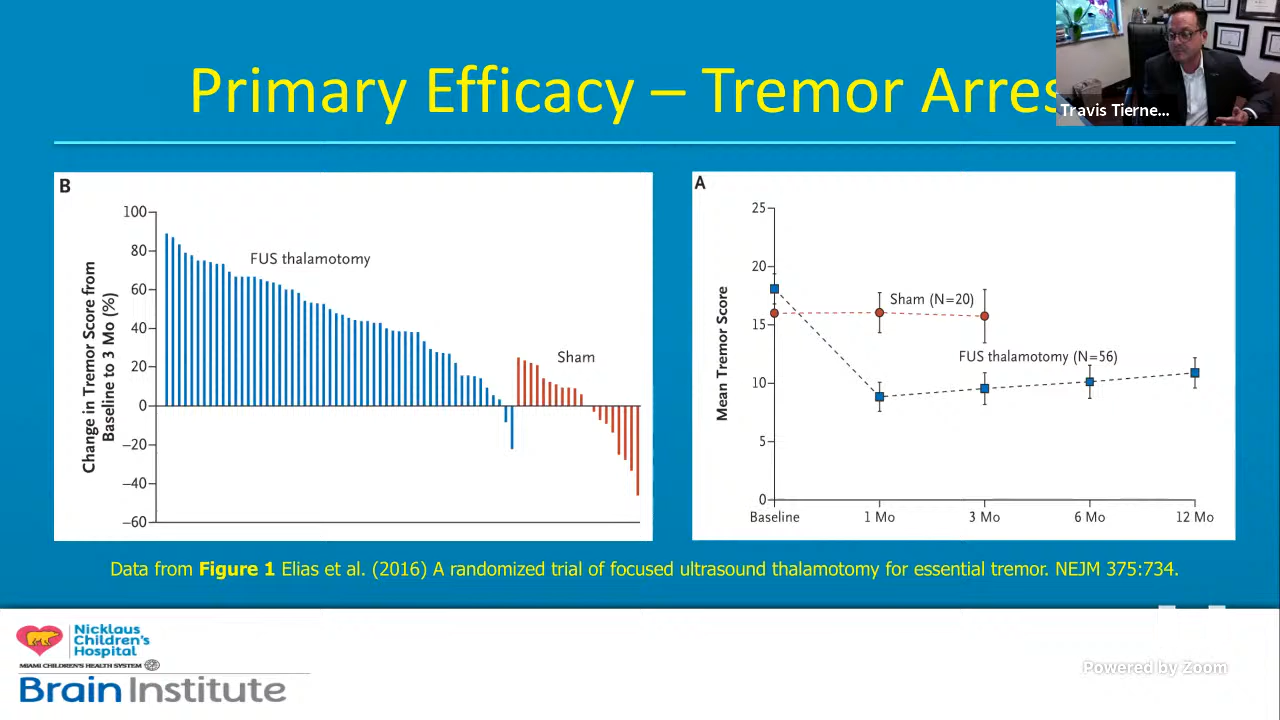 Primary Efficacy – Tremor Arres
Travis Tierne...
B
100
80
60
40
20
0
−20
−40
−60
Change in Tremor Score from
Baseline to 3 Mo (%)
FUS thalamotomy
Sham
A
25
20
15
10
5
0
Mean Tremor Score
Sham (N=20)
FUS thalamotomy (N=56)
Baseline
1 Mo
3 Mo
6 Mo
12 Mo
Data from Figure 1 Elias et al. (2016) A randomized trial of focused ultrasound thalamotomy for essential tremor. NEJM 375:734.
Nicklaus
Children's
Hospital
MIAMI CHILDREN'S HEALTH SYSTEM
Brain Institute
Powered by Zoom